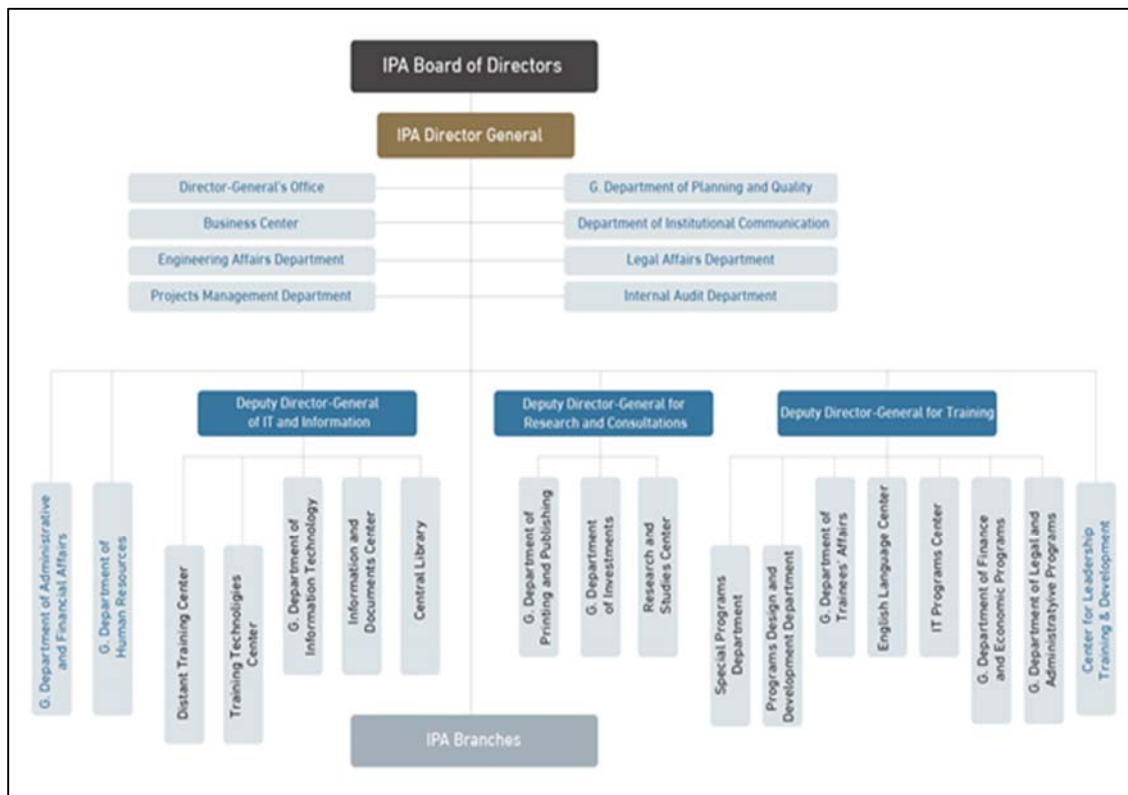 IPA Board of Directors
IPA Director General
Director-General's Office
G. Department of Planning and Quality
Business Center
Department of Institutional Communication
Engineering Affairs Department
Legal Affairs Department
Projects Management Department
Internal Audit Department
Deputy Director-General
of IT and Information
Deputy Director-General for
Research and Consultations
Deputy Director-General for Training
G. Department of Administrative
and Financial Affairs
G. Department of
Human Resources
Distant Training Center
Training Technoligies
Center
G. Department of
Information Technology
Information and
Documents Center
Central Library
G. Department of
Printing and Publishing
G. Department
of Investments
Research and
Studies Center
Special Programs
Department
Programs Design and
Development Department
G. Department of
Trainees' Affairs
English Language Center
IT Programs Center
G. Department of Finance
and Economic Programs
G. Department of Legal and
Administratyive Programs
Center for Leadership
Training & Development
IPA Branches